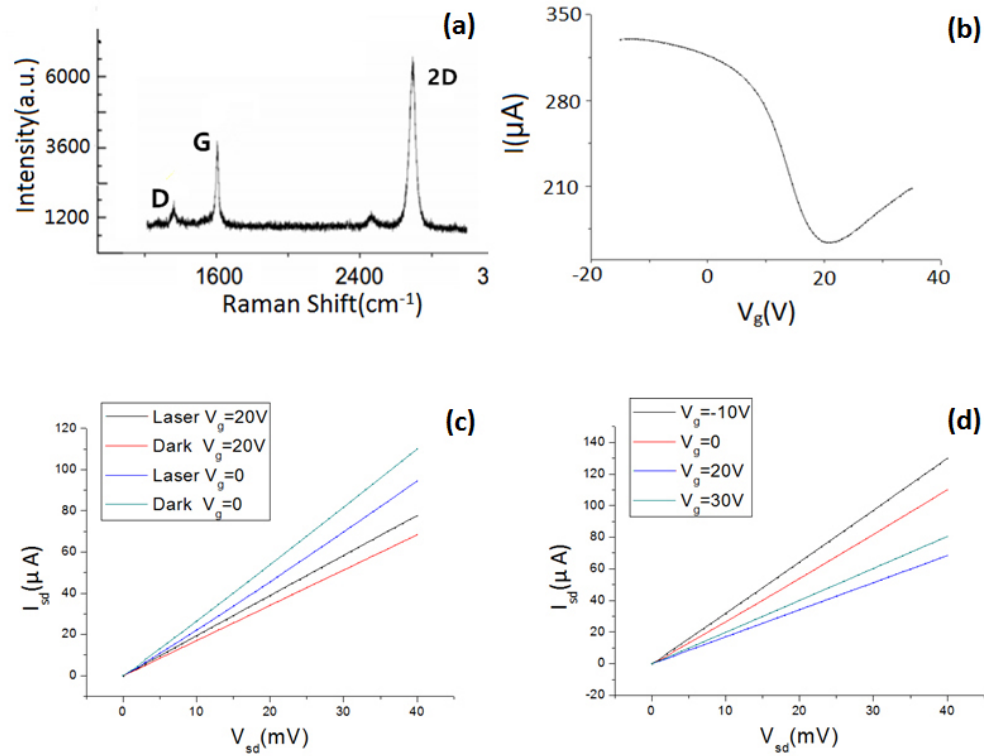 (a)
Intensity(a.u.)
6000
3600
1200
D
G
2D
1600
2400
3
Raman Shift(cm⁻¹)
(b)
I(μA)
350
280
210
-20
0
20
40
Vg(V)
(c)
Laser Vg=20V
Dark Vg=20V
Laser Vg=0
Dark Vg=0
Isd(μ A)
120
100
80
60
40
20
0
0
10
20
30
40
Vsd(mV)
(d)
Vg=-10V
Vg=0
Vg=20V
Vg=30V
Isd(μ A)
140
120
100
80
60
40
20
0
-20
0
10
20
30
40
Vsd(mV)